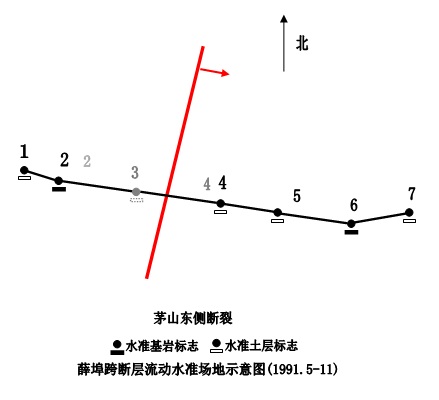 北
1 2 2 3 4 4 5 6 7
茅山东侧断裂
水准基岩标志 水准土层标志
薛埠跨断层流动水准场地示意图(1991.5-11)